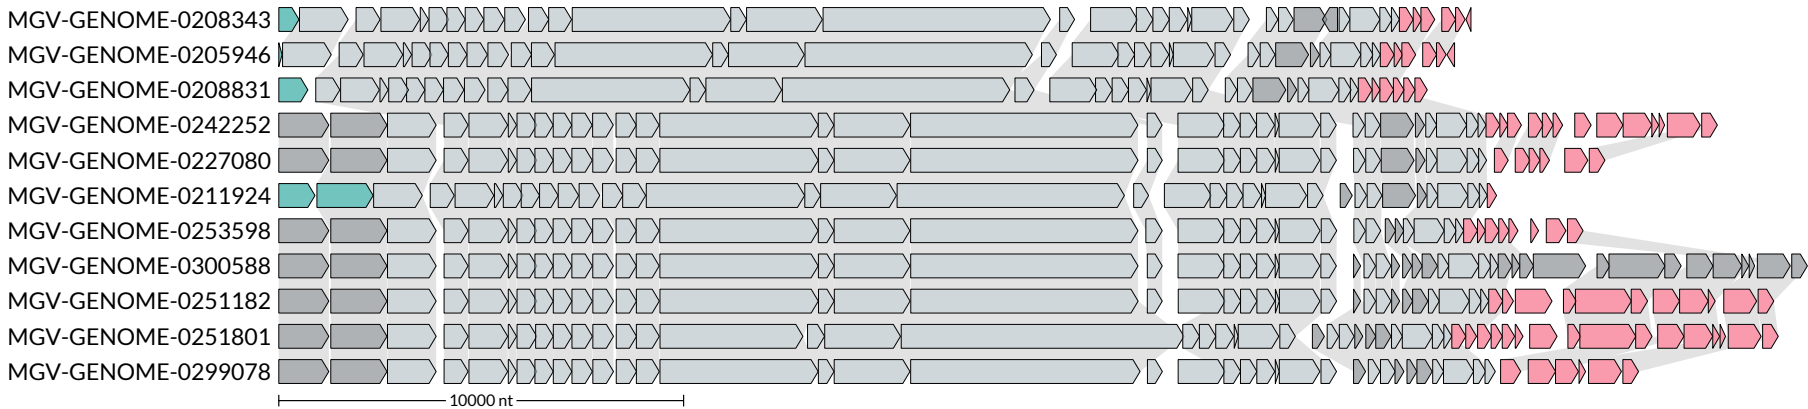 MGV-GENOME-0208343
MGV-GENOME-0205946
MGV-GENOME-0208831
MGV-GENOME-0242252
MGV-GENOME-0227080
MGV-GENOME-0211924
MGV-GENOME-0253598
MGV-GENOME-0300588
MGV-GENOME-0251182
MGV-GENOME-0251801
MGV-GENOME-0299078
10000 nt